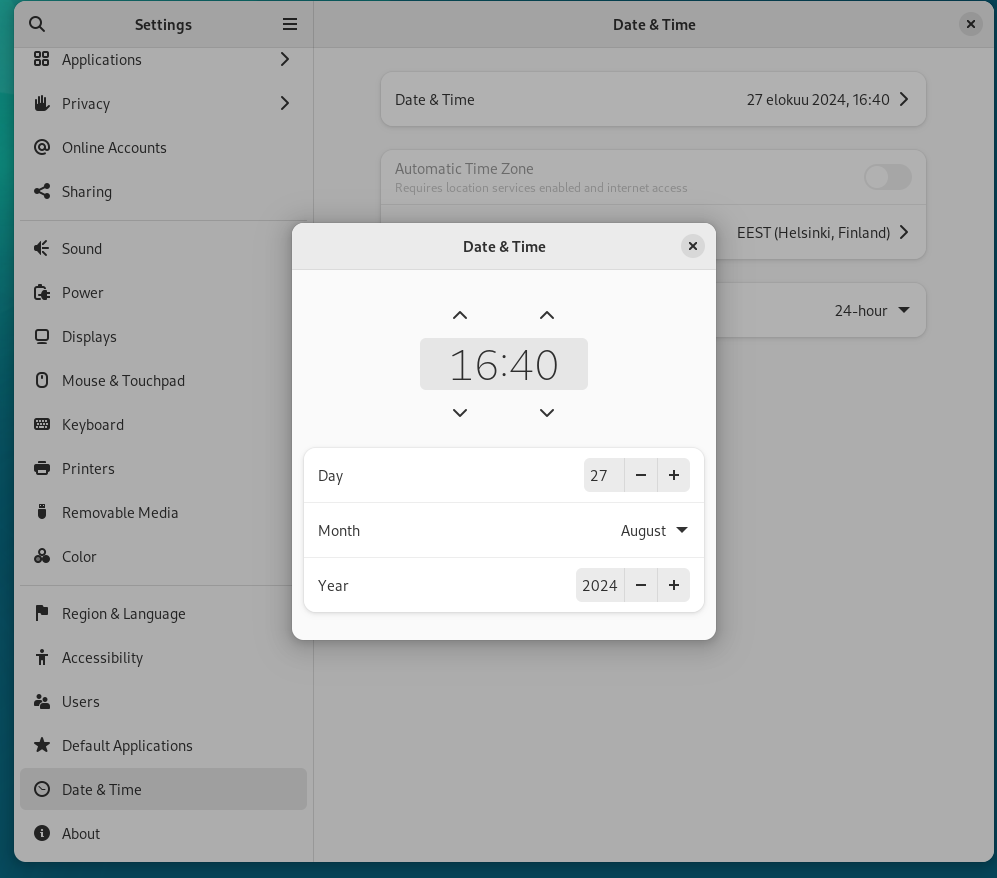 Settings
Date & Time
Applications
Privacy
Online Accounts
Sharing
Sound
Power
Displays
Mouse & Touchpad
Keyboard
Printers
Removable Media
Color
Region & Language
Accessibility
Users
Default Applications
Date & Time
About
Date & Time 27 elokuu 2024, 16:40
Automatic Time Zone
Requires location services enabled and internet access
EEST (Helsinki, Finland)
24-hour
Date & Time
16:40
Day 27
Month August
Year 2024